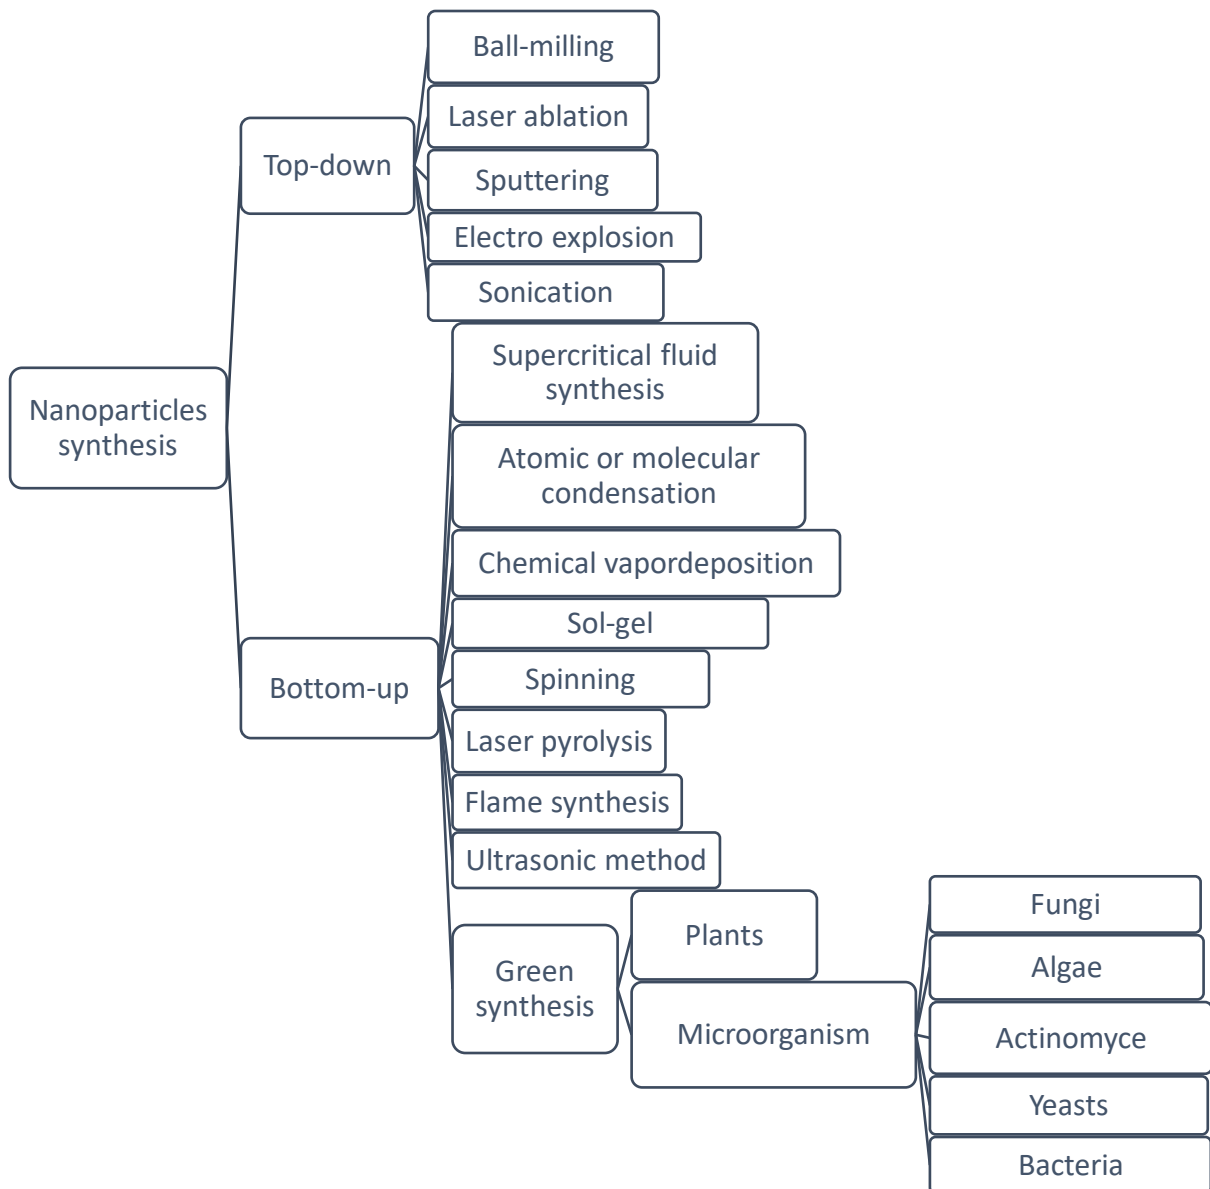 Ball-milling
Laser ablation
Top-down
Sputtering
Electro explosion
Sonication
Supercritical fluid
synthesis
Nanoparticles
synthesis
Atomic or molecular
condensation
Chemical vapordeposition
Sol-gel
Bottom-up
Spinning
Laser pyrolysis
Flame synthesis
Ultrasonic method
Green
synthesis
Plants
Microorganism
Fungi
Algae
Actinomyce
Yeasts
Bacteria